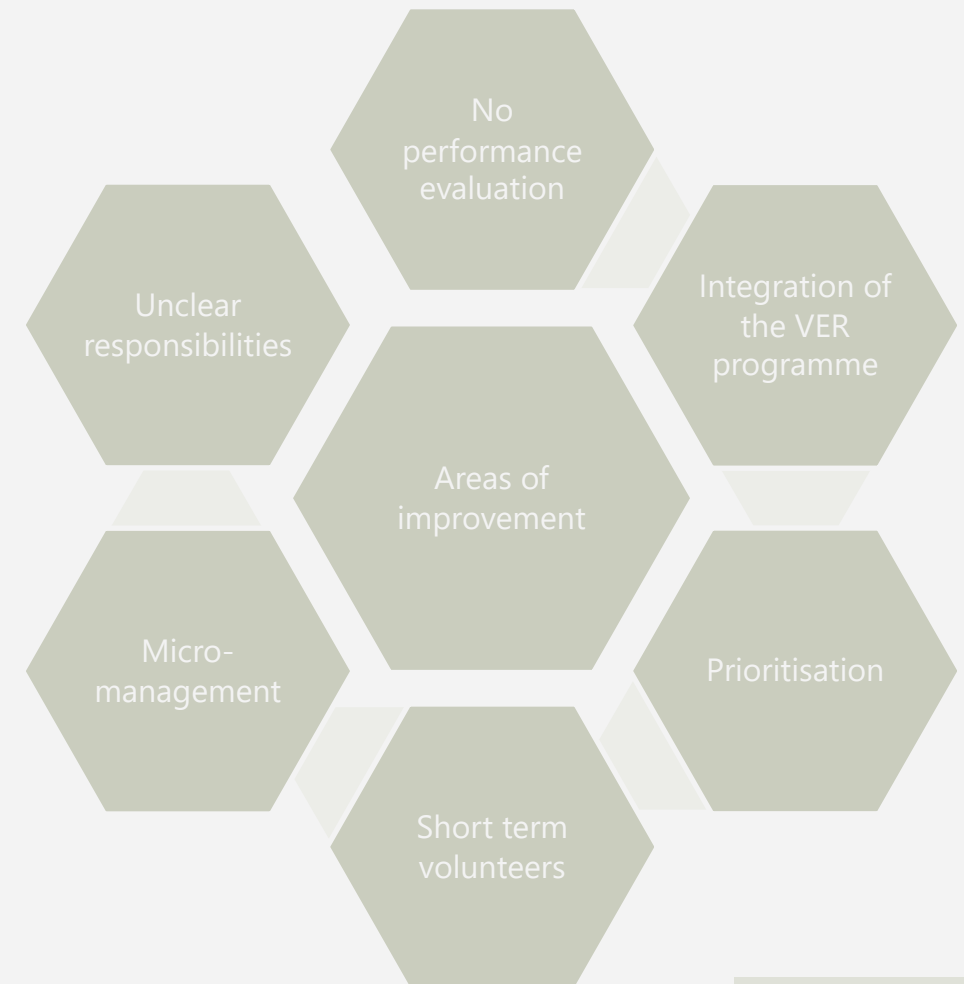 No
performance
evaluation
Integration of
the VER
programme
Unclear
responsibilities
Areas of
improvement
Micro-
management
Prioritisation
Short term
volunteers